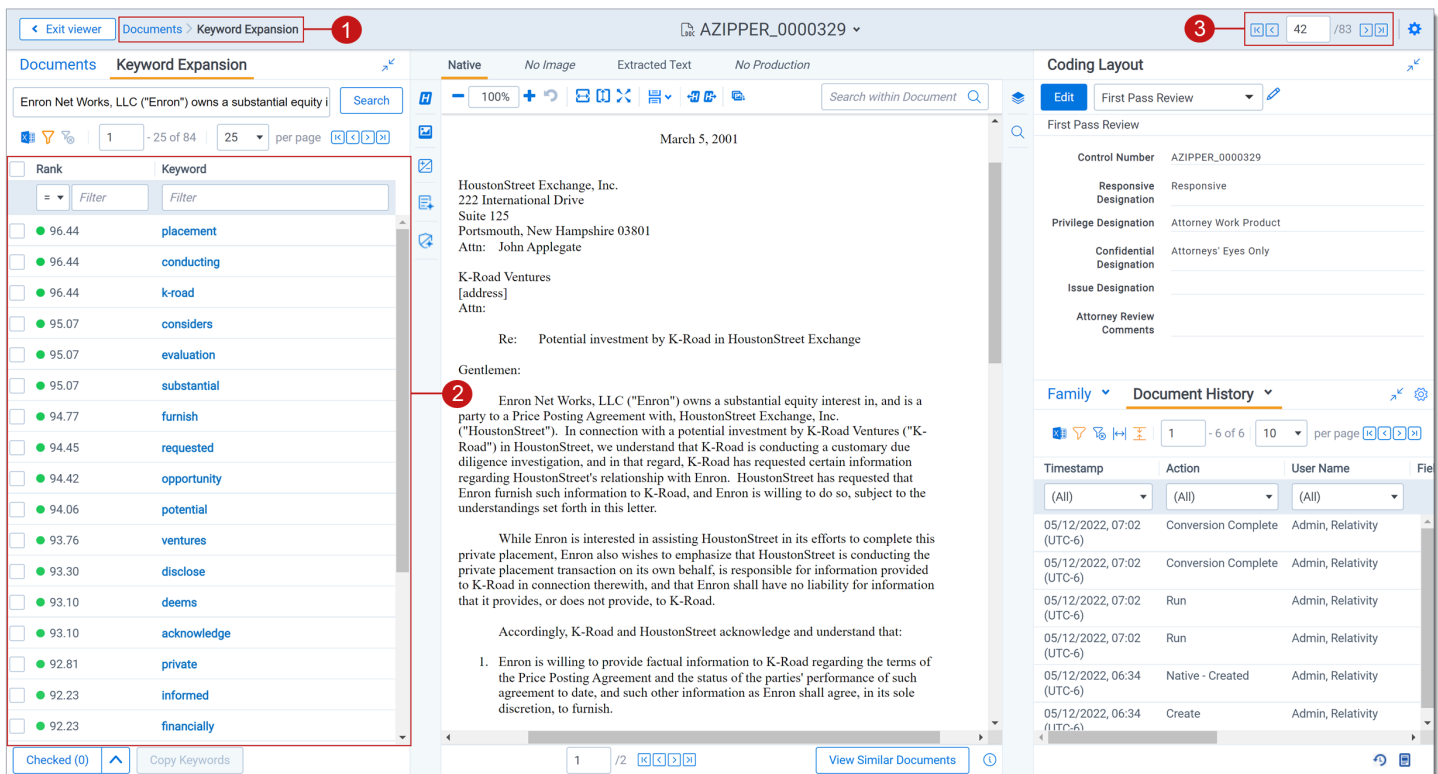 Exit viewer
Documents > Keyword Expansion
1
AZIPPER_0000329
3
42 /83
Documents Keyword Expansion
Enron Net Works, LLC ("Enron") owns a substantial equity i
Search
1 - 25 of 84 25 per page
Rank Keyword
= Filter Filter
96.44 placement
96.44 conducting
96.44 k-road
95.07 considers
95.07 evaluation
95.07 substantial
94.77 furnish
94.45 requested
94.42 opportunity
94.06 potential
93.76 ventures
93.30 disclose
93.10 deems
93.10 acknowledge
92.81 private
92.23 informed
92.23 financially
Checked (0) Copy Keywords
2
Native No Image Extracted Text No Production
100% Search within Document
March 5, 2001
HoustonStreet Exchange, Inc.
222 International Drive
Suite 125
Portsmouth, New Hampshire 03801
Attn: John Applegate
K-Road Ventures
[address]
Attn:
Re: Potential investment by K-Road in HoustonStreet Exchange
Gentlemen:
Enron Net Works, LLC ("Enron") owns a substantial equity interest in, and is a
party to a Price Posting Agreement with, HoustonStreet Exchange, Inc.
("HoustonStreet"). In connection with a potential investment by K-Road Ventures ("K-
Road") in HoustonStreet, we understand that K-Road is conducting a customary due
diligence investigation, and in that regard, K-Road has requested certain information
regarding HoustonStreet's relationship with Enron. HoustonStreet has requested that
Enron furnish such information to K-Road, and Enron is willing to do so, subject to the
understandings set forth in this letter.
While Enron is interested in assisting HoustonStreet in its efforts to complete this
private placement, Enron also wishes to emphasize that HoustonStreet is conducting the
private placement transaction on its own behalf, is responsible for information provided
to K-Road in connection therewith, and that Enron shall have no liability for information
that it provides, or does not provide, to K-Road.
Accordingly, K-Road and HoustonStreet acknowledge and understand that:
1. Enron is willing to provide factual information to K-Road regarding the terms of
the Price Posting Agreement and the status of the parties' performance of such
agreement to date, and such other information as Enron shall agree, in its sole
discretion, to furnish.
1 /2
View Similar Documents
Coding Layout
Edit First Pass Review
First Pass Review
Control Number AZIPPER_0000329
Responsive Designation Responsive
Privilege Designation Attorney Work Product
Confidential Designation Attorneys' Eyes Only
Issue Designation
Attorney Review
Comments
Family Document History
1 - 6 of 6 10 per page
Timestamp Action User Name Fiel
(All) (All) (All)
05/12/2022, 07:02 Conversion Complete Admin, Relativity
(UTC-6)
05/12/2022, 07:02 Conversion Complete Admin, Relativity
(UTC-6)
05/12/2022, 07:02 Run Admin, Relativity
(UTC-6)
05/12/2022, 07:02 Run Admin, Relativity
(UTC-6)
05/12/2022, 06:34 Native - Created Admin, Relativity
(UTC-6)
05/12/2022, 06:34 Create Admin, Relativity
(UTC-6)